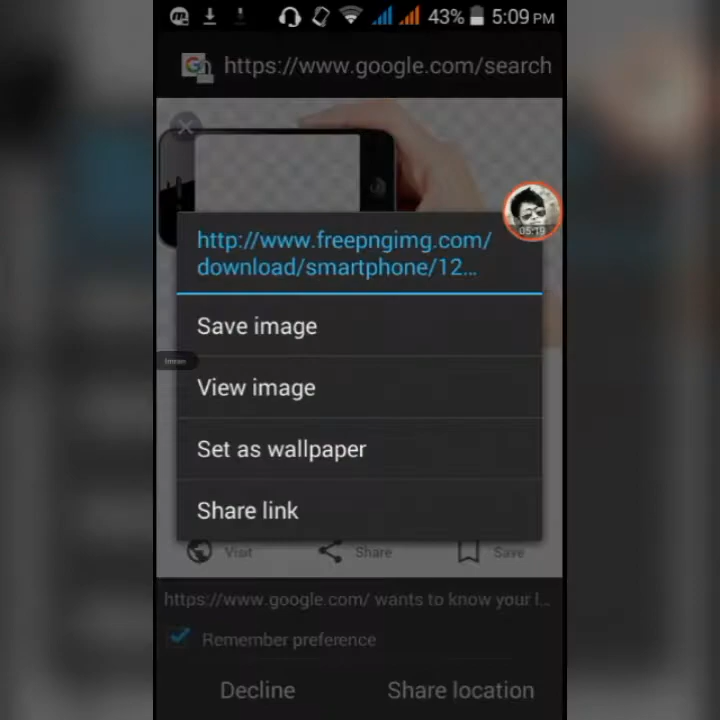 43% 5:09 PM
https://www.google.com/search
05:19
http://www.freepngimg.com/
download/smartphone/12...
Save image
View image
Set as wallpaper
Share link
Visit Share Save
https://www.google.com/ wants to know your l...
Remember preference
Decline Share location